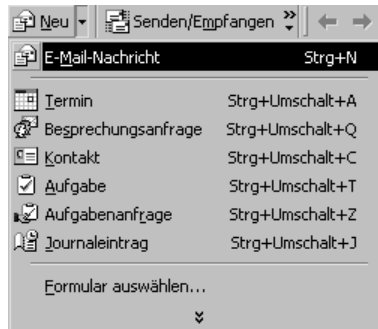 Neu Senden/Empfangen
E-Mail-Nachricht Strg+N
Termin Strg+Umschalt+A
Besprechungsanfrage Strg+Umschalt+Q
Kontakt Strg+Umschalt+C
Aufgabe Strg+Umschalt+T
Aufgabenanfrage Strg+Umschalt+Z
Journaleintrag Strg+Umschalt+J
Formular auswählen...